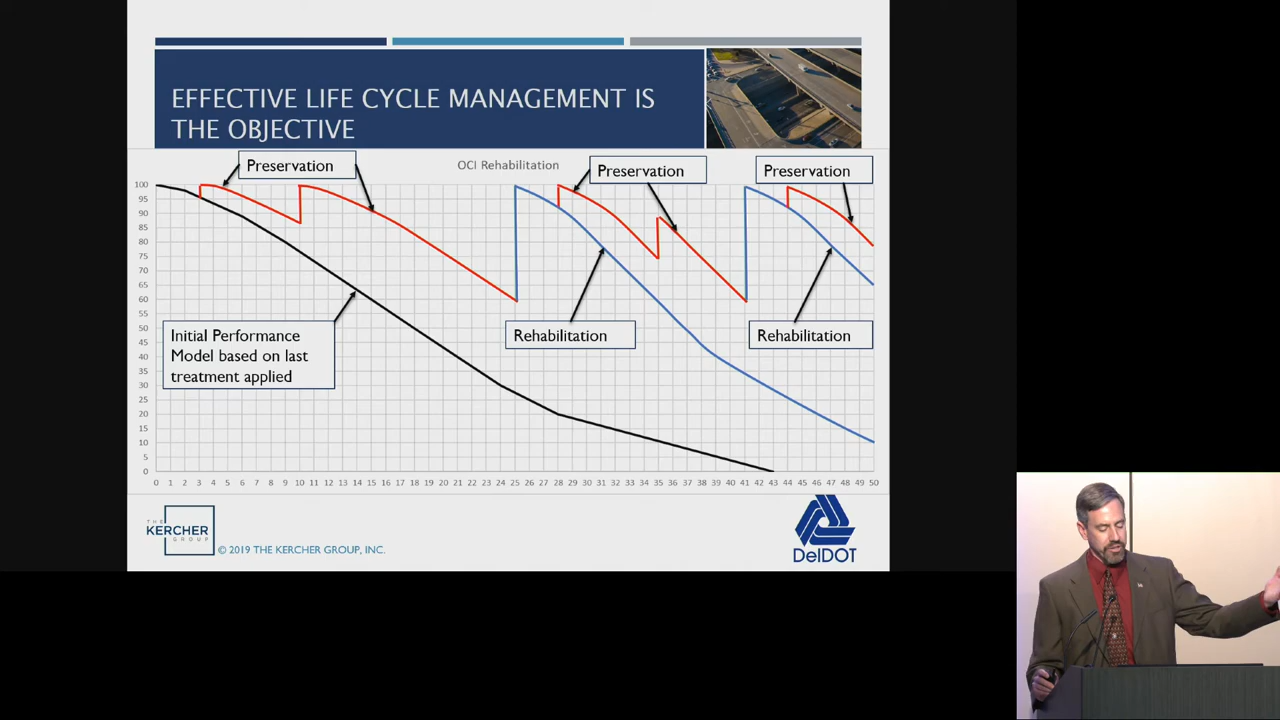 EFFECTIVE LIFE CYCLE MANAGEMENT IS
THE OBJECTIVE
OCI Rehabilitation
Preservation
Preservation
Preservation
100
95
90
85
80
75
70
65
60
55
50
45
40
35
30
25
20
15
10
5
0
Initial Performance
Model based on last
treatment applied
Rehabilitation
Rehabilitation
0 1 2 3 4 5 6 7 8 9 10 11 12 13 14 15 16 17 18 19 20 21 22 23 24 25 26 27 28 29 30 31 32 33 34 35 36 37 38 39 40 41 42 43 44 45 46 47 48 49 50
THE
KERCHER
GROUP
© 2019 THE KERCHER GROUP, INC.
DelDOT